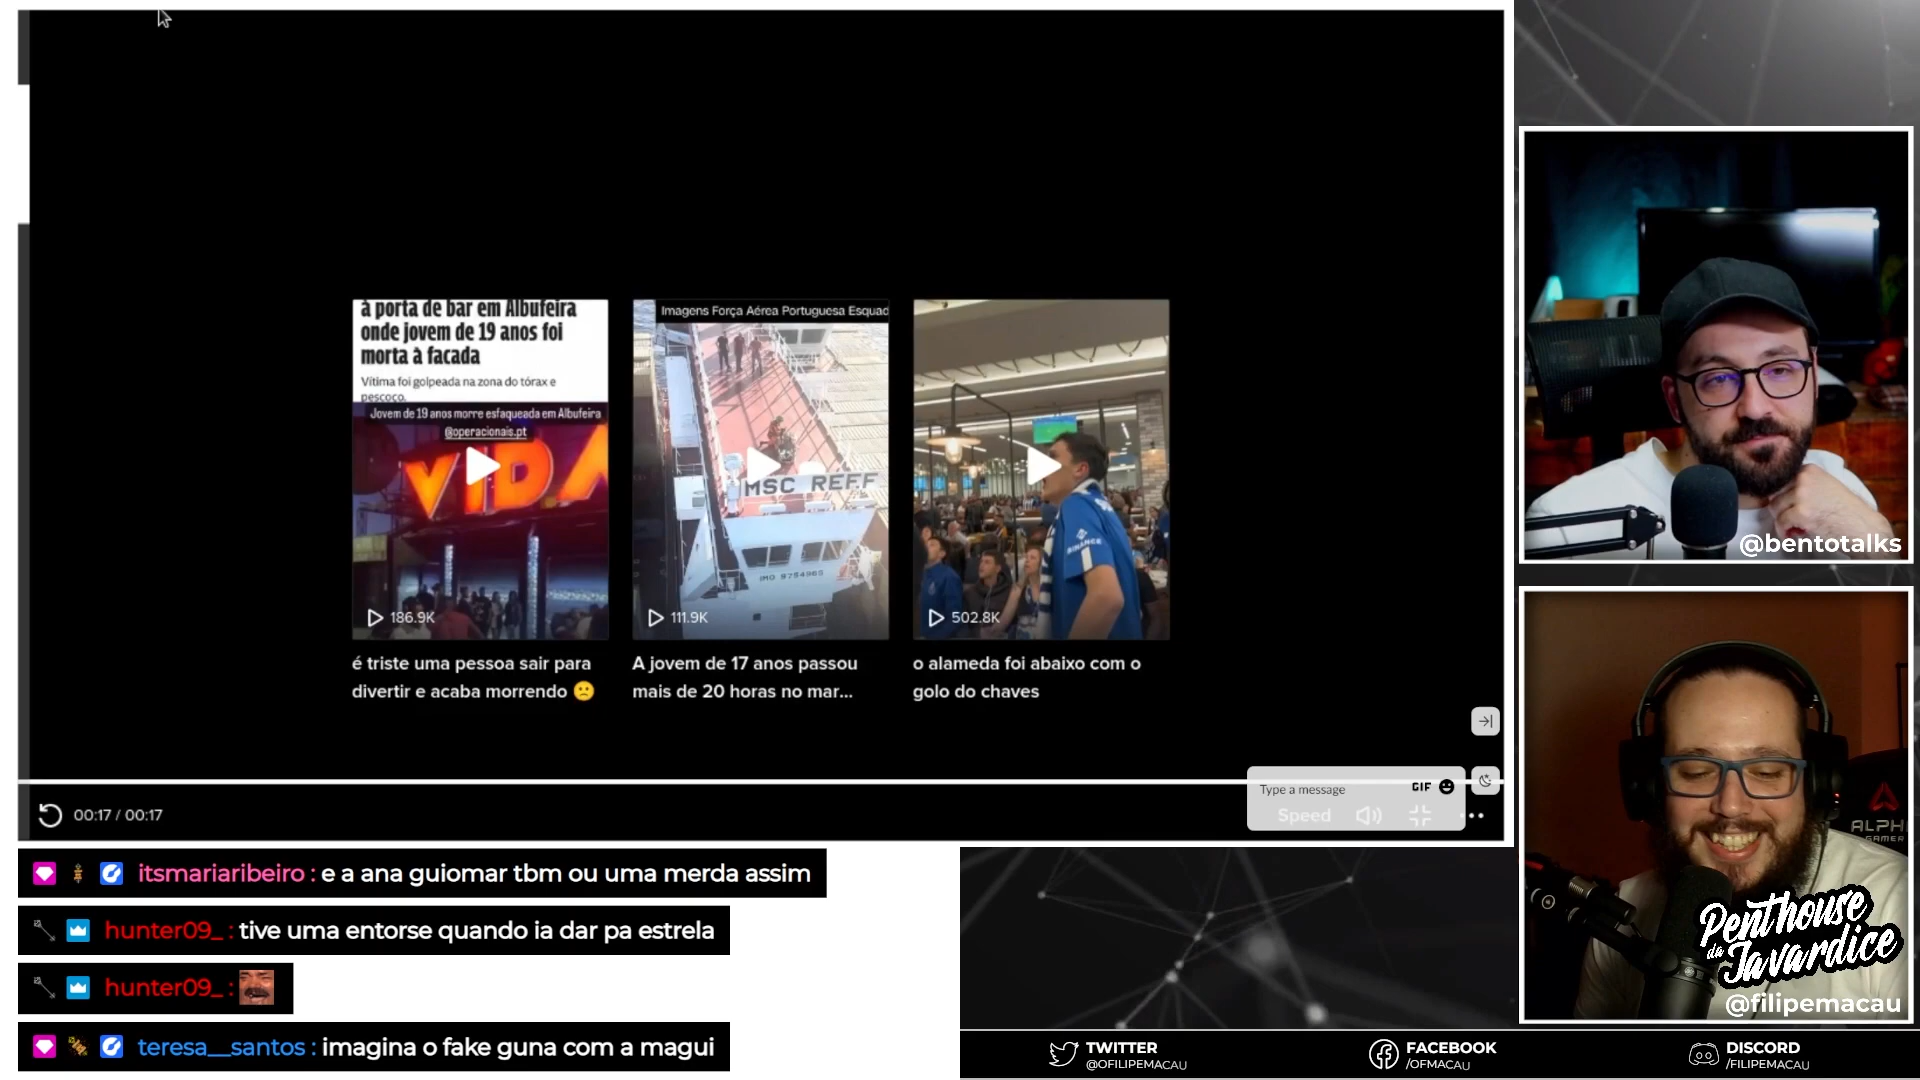 à porta de bar em Albufeira
onde jovem de 19 anos foi
morta à facada
Vítima foi golpeada na zona do tórax e
pescoço.
Jovem de 19 anos morre esfaqueada em Albufeira
@operacionais.pt
VIDA
186.9K
é triste uma pessoa sair para
divertir e acaba morrendo 🙁
Imagens Força Aérea Portuguesa Esquad
MSC REEF
IMO 9754965
111.9K
A jovem de 17 anos passou
mais de 20 horas no mar...
BINANCE
502.8K
o alameda foi abaixo com o
golo do chaves
00:17 / 00:17
Type a message
GIF
Speed
itsmariaribeiro : e a ana guiomar tbm ou uma merda assim
hunter09_ : tive uma entorse quando ia dar pa estrela
hunter09_ :
teresa__santos : imagina o fake guna com a magui
@bentotalks
ALPHA
GAMER
Penthouse
da Javardice
@filipemacau
TWITTER
@OFILIPEMACAU
FACEBOOK
/OFMACAU
DISCORD
/FILIPEMACAU